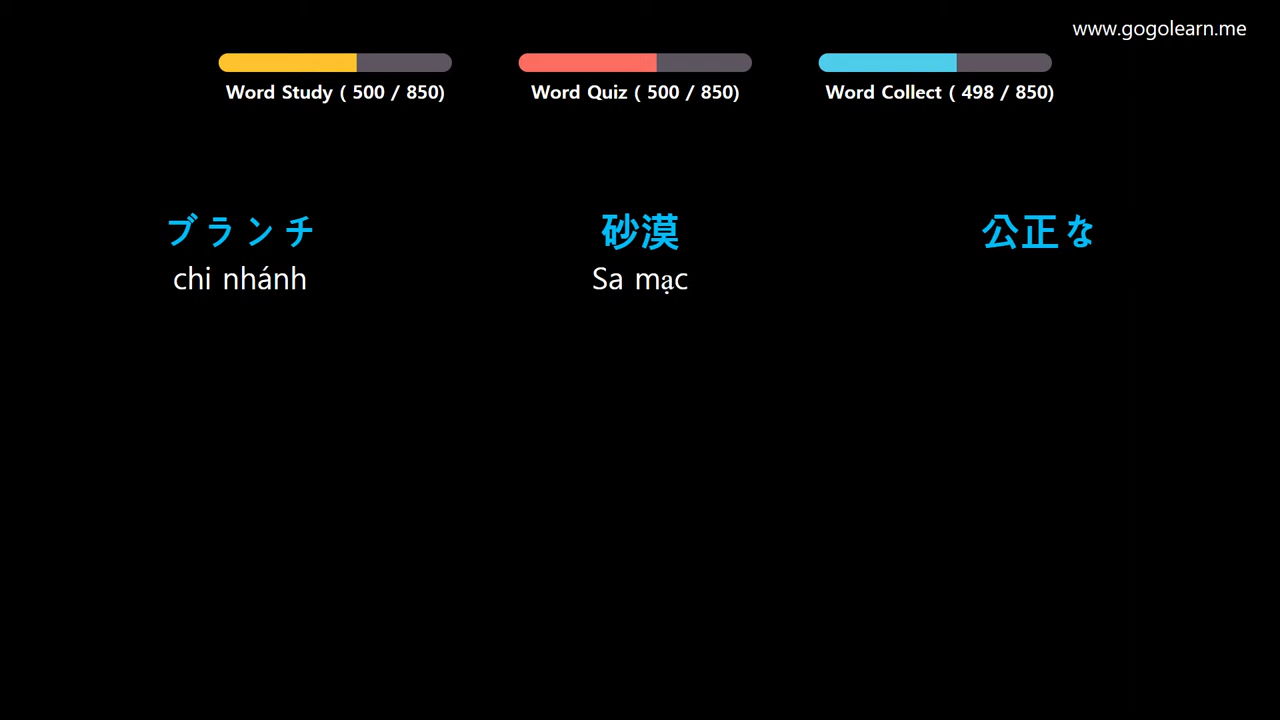 www.gogolearn.me
Word Study ( 500 / 850)
Word Quiz ( 500 / 850)
Word Collect ( 498 / 850)
ブランチ
chi nhánh
砂漠
Sa mạc
公正な